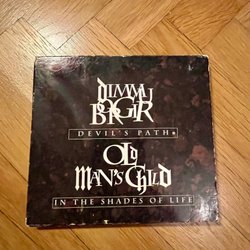 DIMMU
BORGIR
DEVIL'S PATH
OLD
MAN'S CHILD
IN THE SHADES OF LIFE